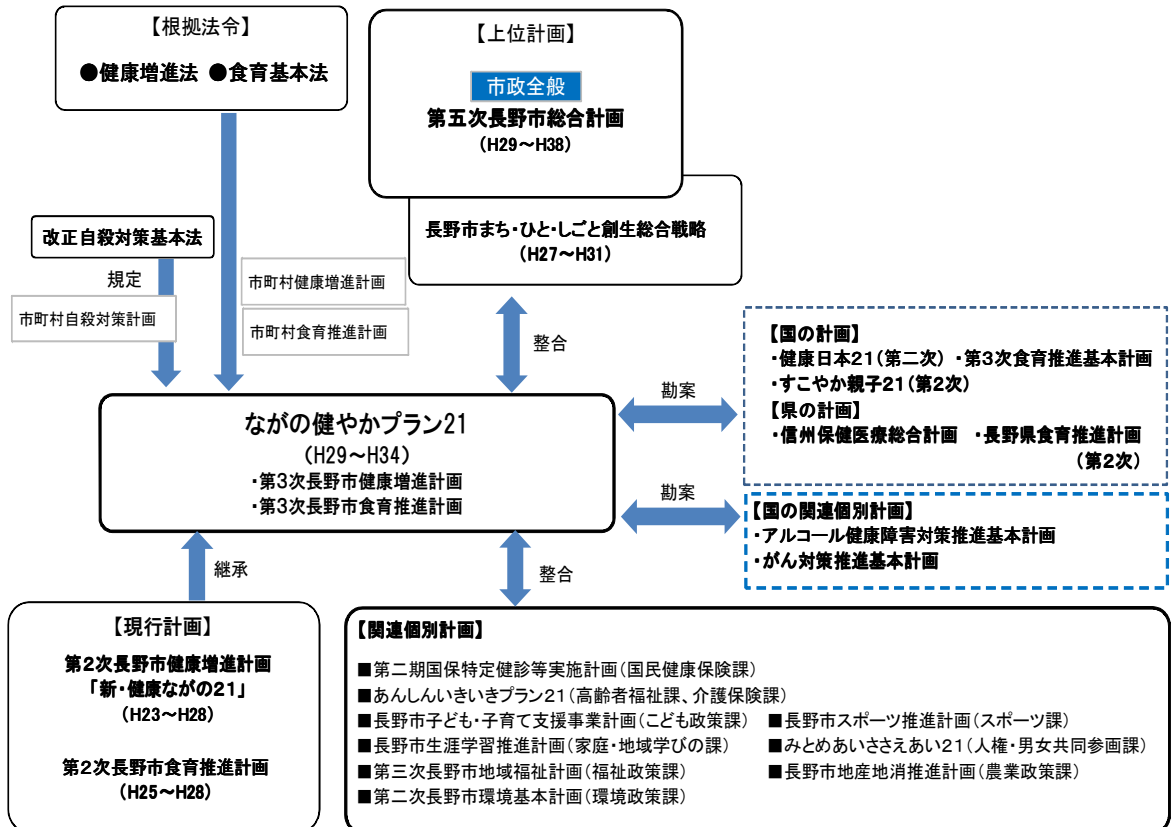 【根拠法令】
●健康増進法 ●食育基本法
【上位計画】
市政全般
第五次長野市総合計画
(H29～H38)
長野市まち・ひと・しごと創生総合戦略
(H27～H31)
改正自殺対策基本法
規定
市町村自殺対策計画
市町村健康増進計画
市町村食育推進計画
整合
【国の計画】
・健康日本21(第二次) ・第3次食育推進基本計画
・すこやか親子21(第2次)
【県の計画】
・信州保健医療総合計画 ・長野県食育推進計画
(第2次)
勘案
ながの健やかプラン21
(H29～H34)
・第3次長野市健康増進計画
・第3次長野市食育推進計画
勘案
【国の関連個別計画】
・アルコール健康障害対策推進基本計画
・がん対策推進基本計画
継承
整合
【現行計画】
第2次長野市健康増進計画
「新・健康ながの21」
(H23～H28)
第2次長野市食育推進計画
(H25～H28)
【関連個別計画】
■第二期国保特定健診等実施計画(国民健康保険課)
■あんしんいきいきプラン21(高齢者福祉課、介護保険課)
■長野市子ども・子育て支援事業計画(こども政策課) ■長野市スポーツ推進計画(スポーツ課)
■長野市生涯学習推進計画(家庭・地域学びの課) ■みとめあいささえあい21(人権・男女共同参画課)
■第三次長野市地域福祉計画(福祉政策課) ■長野市地産地消推進計画(農業政策課)
■第二次長野市環境基本計画(環境政策課)